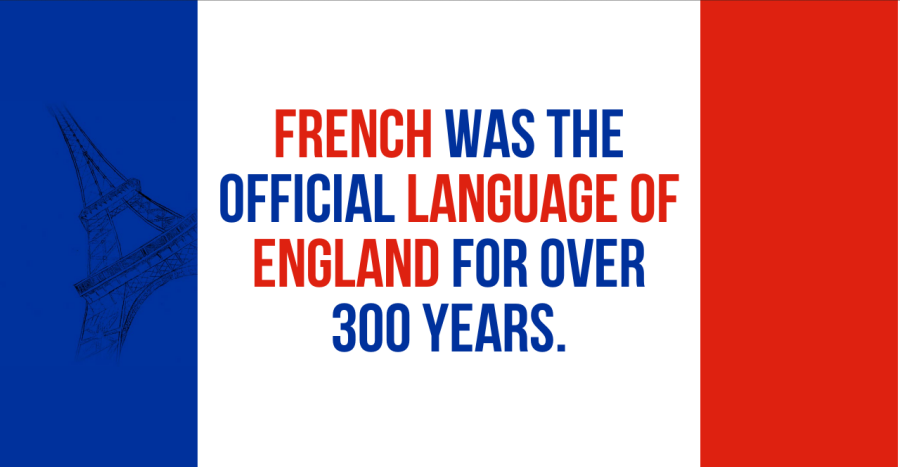 FRENCH WAS THE
OFFICIAL LANGUAGE OF
ENGLAND FOR OVER
300 YEARS.